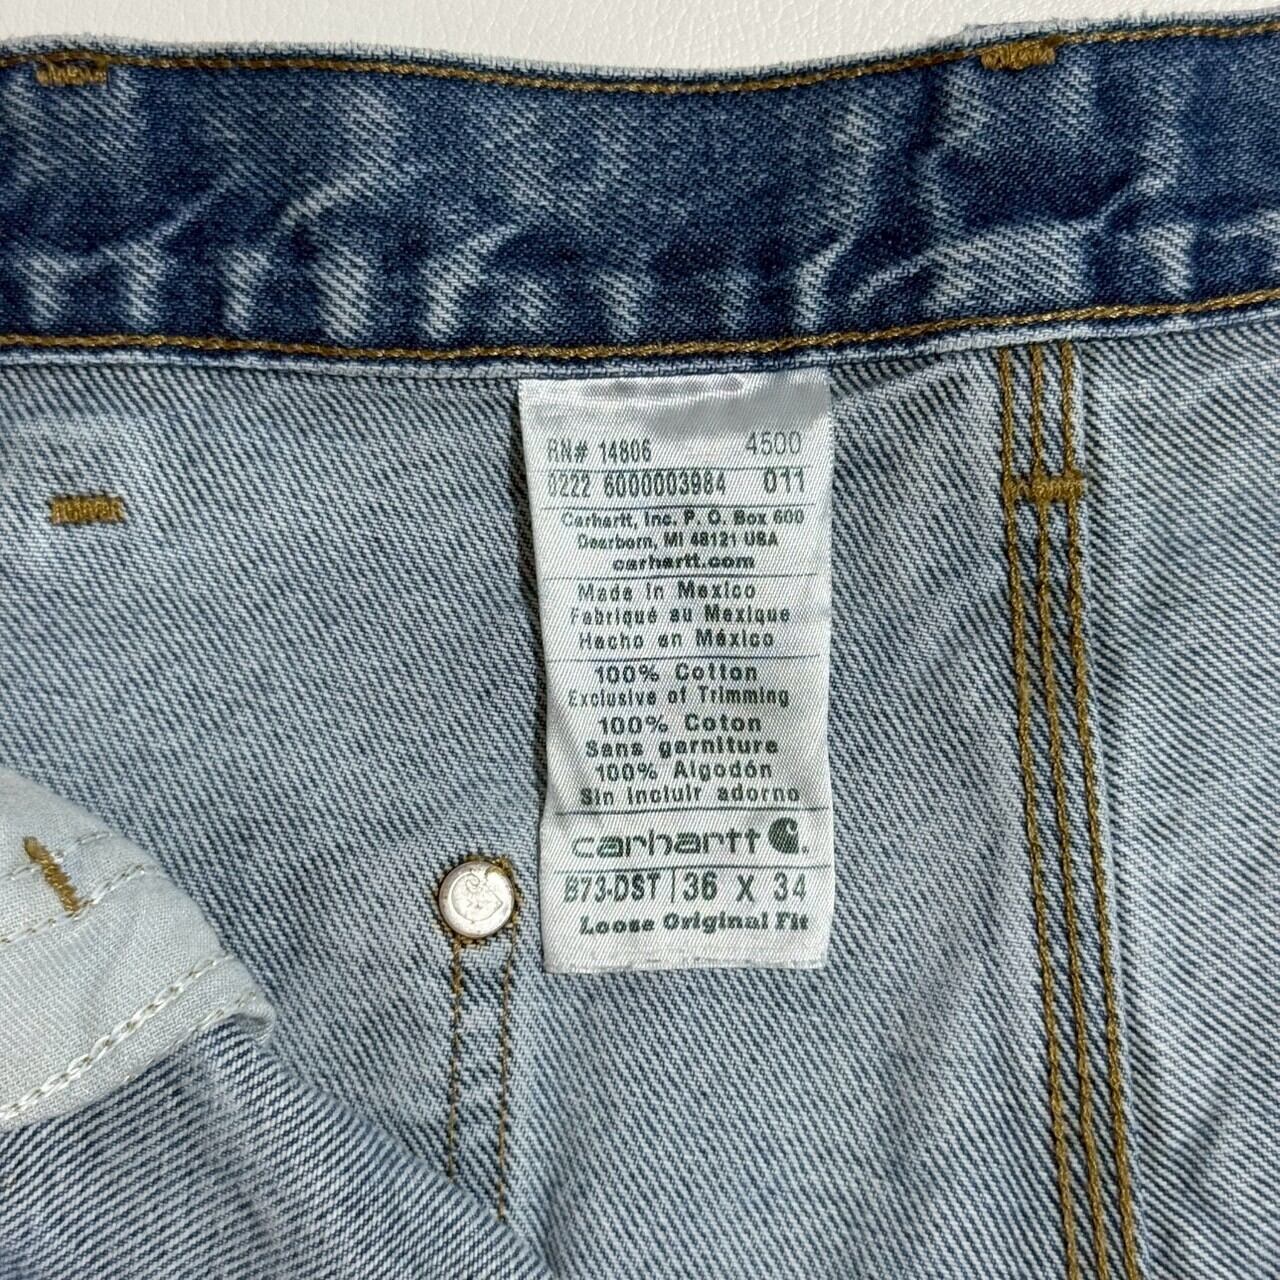 RN# 14806 4500
0222 6000003984 011
Carhartt, Inc. P. O. Box 600
Dearborn, MI 48121 USA
carhartt.com
Made in Mexico
Fabriqué au Mexique
Hecho en México
100% Cotton
Exclusive of Trimming
100% Coton
Sans garniture
100% Algodón
Sin incluir adorno
carhartt
B73-DST 36 X 34
Loose Original Fit